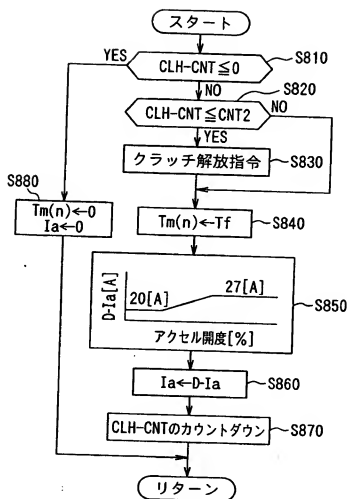 スタート
YES
CLH-CNT≦0
S810
NO
S820
CLH-CNT≦CNT2
NO
YES
クラッチ解放指令
S830
S880
Tm(n)←0
Ia←0
Tm(n)←Tf
S840
D-Ia[A]
20[A]
27[A]
アクセル開度[%]
S850
Ia←D-Ia
S860
CLH-CNTのカウントダウン
S870
リターン